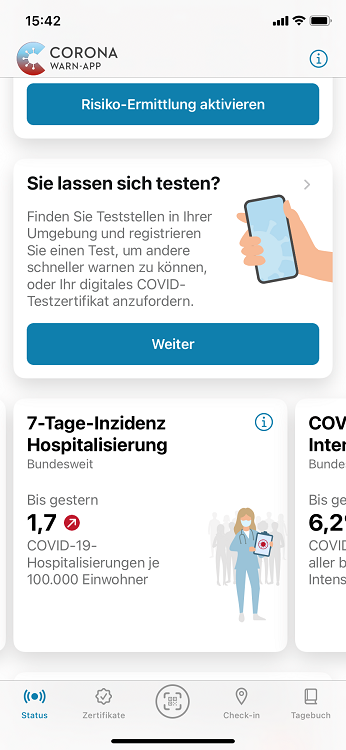 15:42
CORONA
WARN-APP
Risiko-Ermittlung aktivieren
Sie lassen sich testen?
Finden Sie Teststellen in Ihrer
Umgebung und registrieren
Sie einen Test, um andere
schneller warnen zu können,
oder Ihr digitales COVID-
Testzertifikat anzufordern.
Weiter
7-Tage-Inzidenz
Hospitalisierung
Bundesweit
Bis gestern
1,7
COVID-19-
Hospitalisierungen je
100.000 Einwohner
COV
Inten
Bunde
Bis ge
6,2
COVID
aller b
Intens
Status
Zertifikate
Check-in
Tagebuch